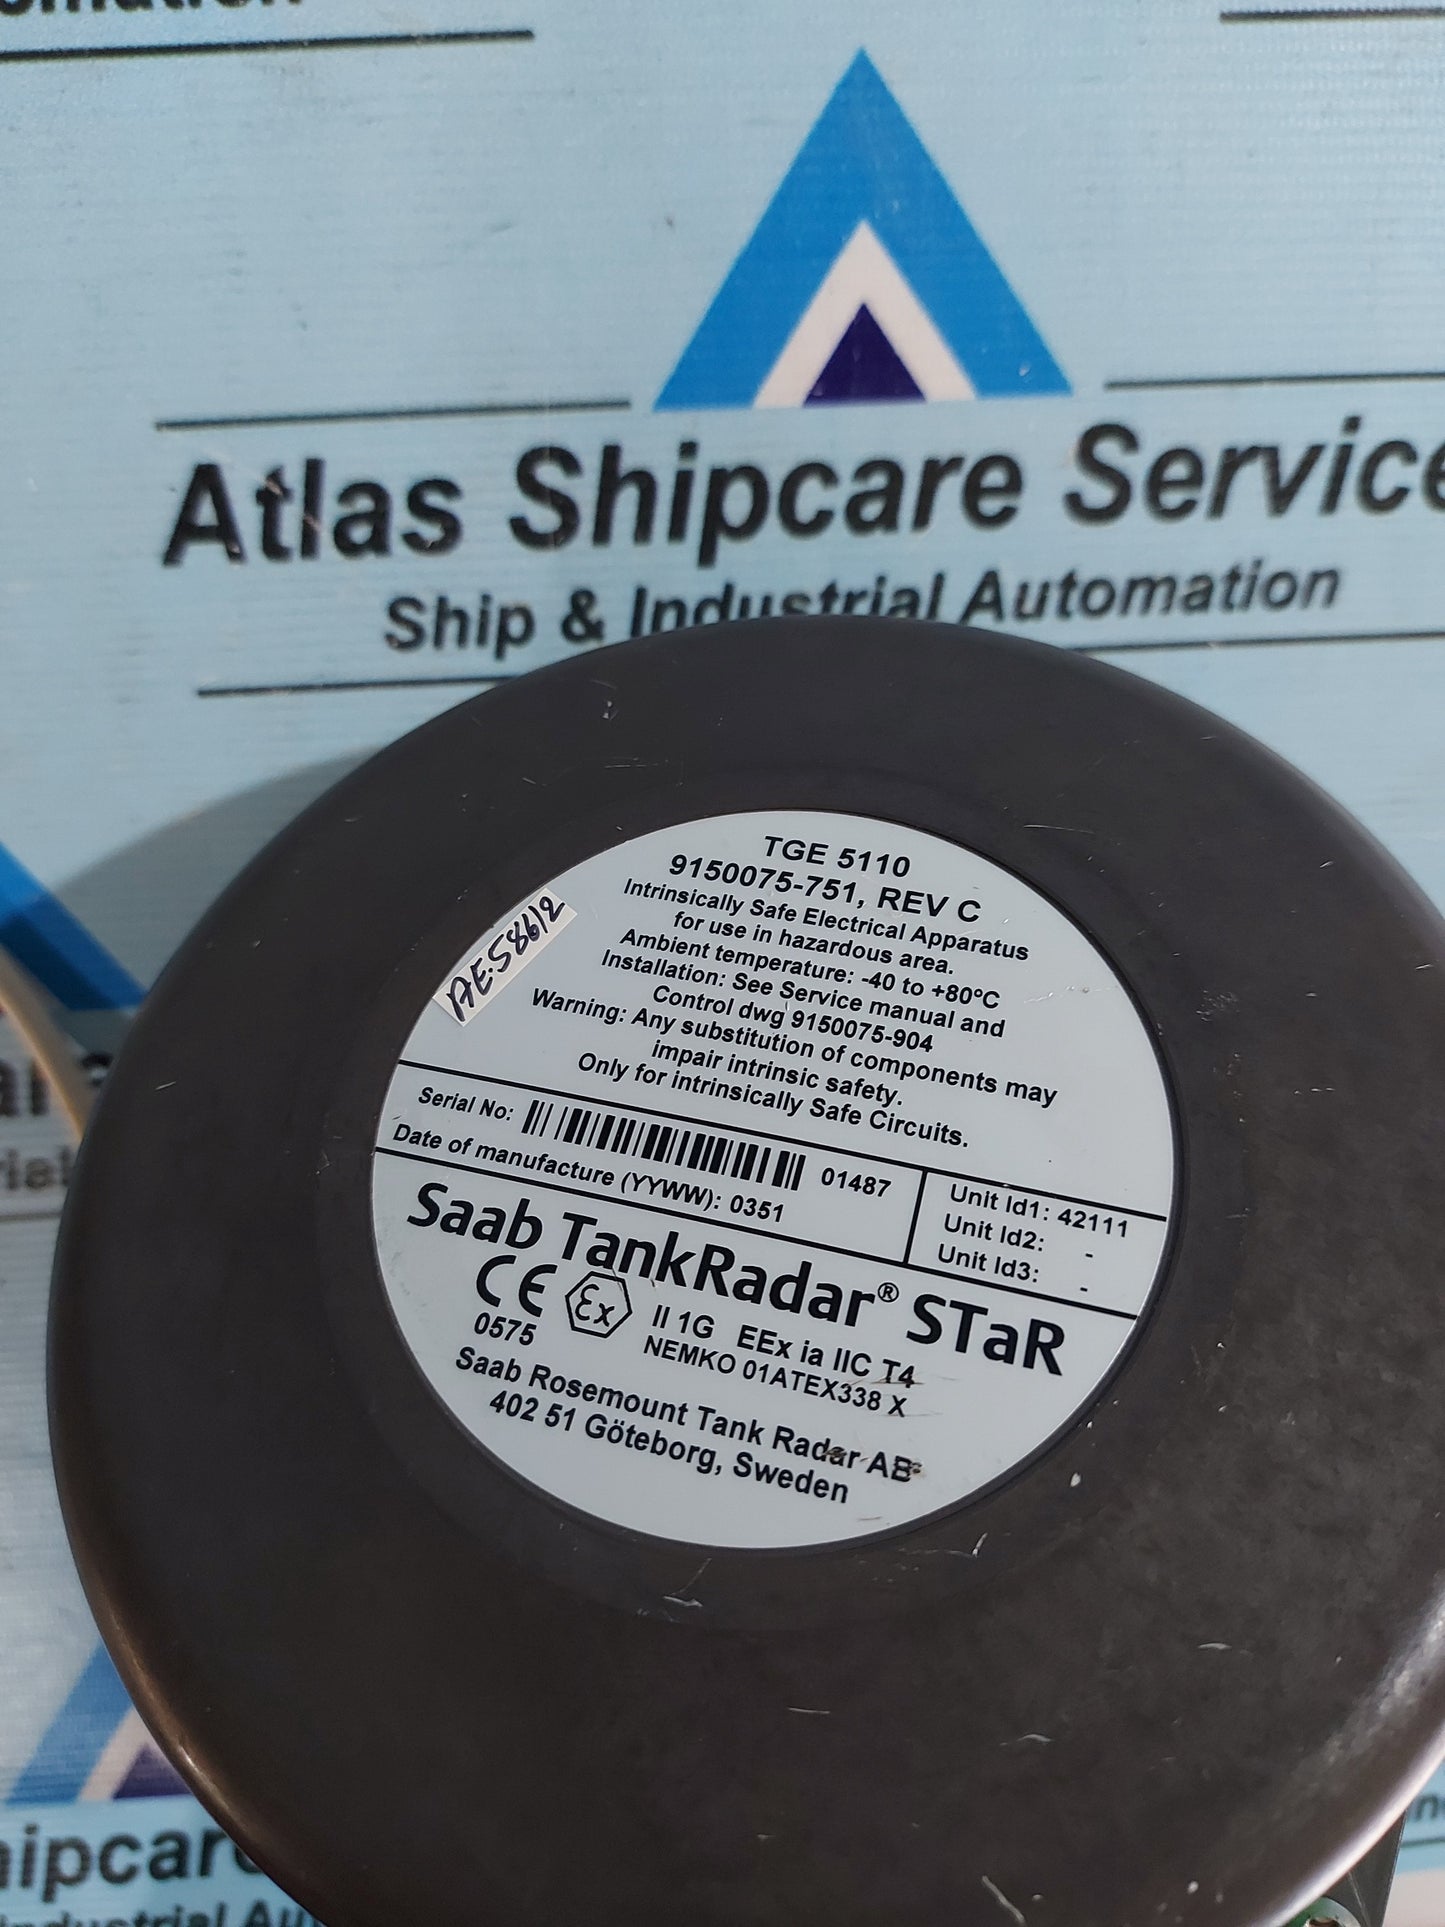 Atlas Shipcare Service
Ship & Industrial Automation
TGE 5110
9150075-751, REV C
Intrinsically Safe Electrical Apparatus
for use in hazardous area.
Ambient temperature: -40 to +80°C
Installation: See Service manual and
Control dwg 9150075-904
Warning: Any substitution of components may
impair intrinsic safety.
Only for intrinsically Safe Circuits.
AE:58612
Serial No: 01487
Date of manufacture (YYWW): 0351
Unit Id1: 42111
Unit Id2: -
Unit Id3: -
Saab TankRadar® STaR
CE Ex II 1G EEx ia IIC T4
0575 NEMKO 01ATEX338 X
Saab Rosemount Tank Radar AB
402 51 Göteborg, Sweden